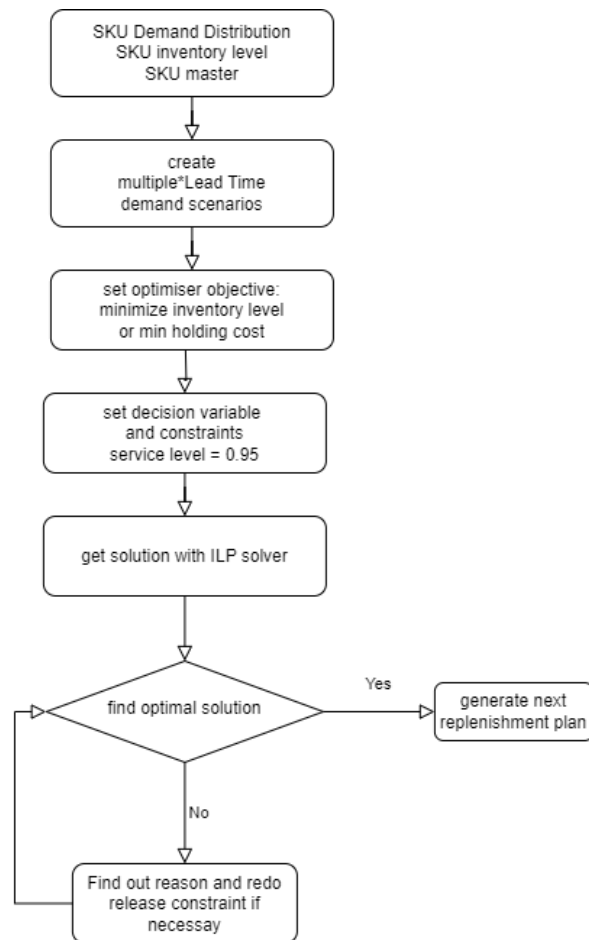 SKU Demand Distribution
SKU inventory level
SKU master
create
multiple*Lead Time
demand scenarios
set optimiser objective:
minimize inventory level
or min holding cost
set decision variable
and constraints
service level = 0.95
get solution with ILP solver
find optimal solution
Yes
generate next
replenishment plan
No
Find out reason and redo
release constraint if
necessay